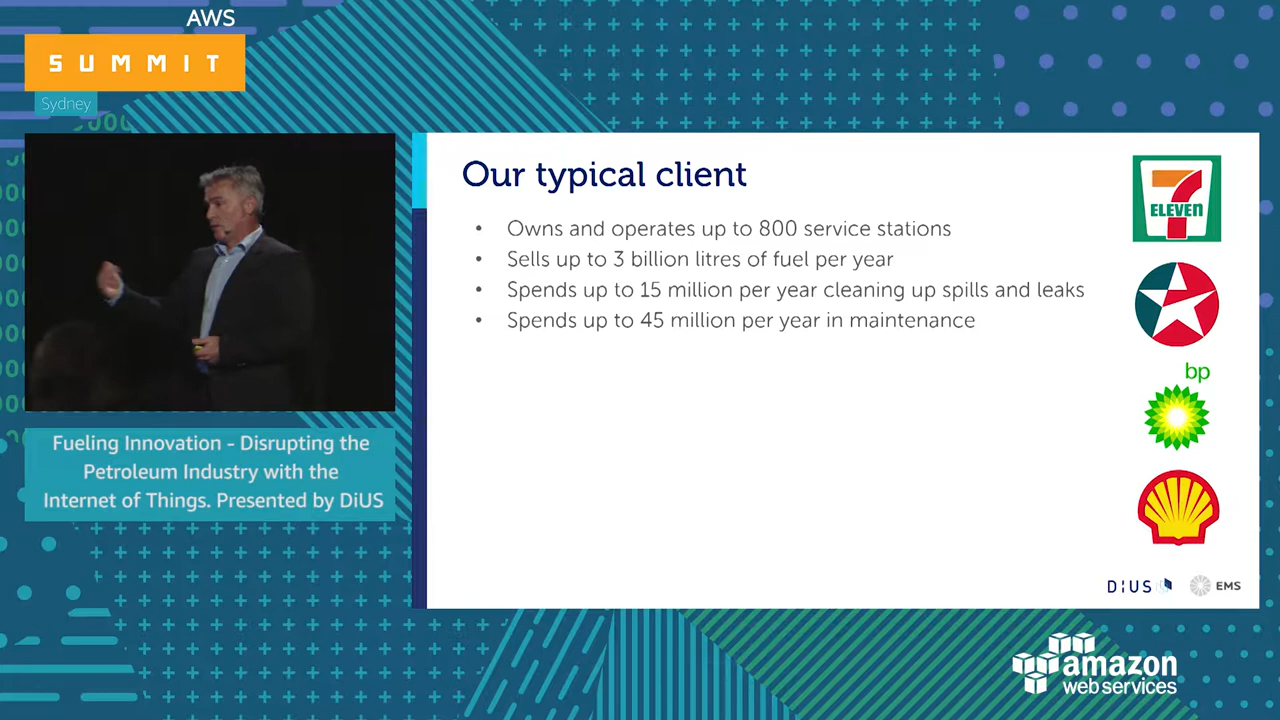 AWS
SUMMIT
Sydney
Fueling Innovation - Disrupting the
Petroleum Industry with the
Internet of Things. Presented by DiUS
Our typical client
• Owns and operates up to 800 service stations
• Sells up to 3 billion litres of fuel per year
• Spends up to 15 million per year cleaning up spills and leaks
• Spends up to 45 million per year in maintenance
7
ELEVEN
bp
DiUS
EMS
amazon
web services